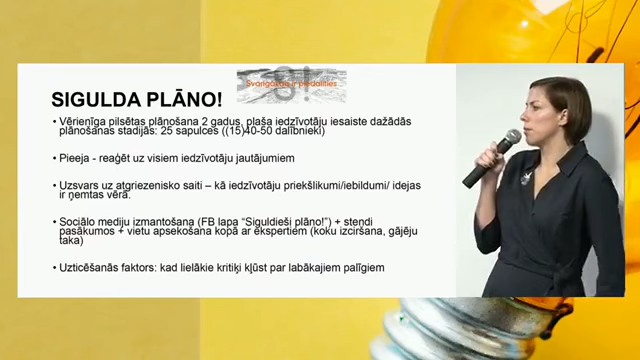 Svarīgākais ir piedalīties
SIGULDA PLĀNO!
• Vērienīga pilsētas plānošana 2 gadus, plaša iedzīvotāju iesaiste dažādās
plānošanas stadijās: 25 sapulces ((15)40-50 dalībnieki)
• Pieeja - reaģēt uz visiem iedzīvotāju jautājumiem
• Uzsvars uz atgriezenisko saiti – kā iedzīvotāju priekšlikumi/iebildumi/ idejas
ir ņemtas vērā.
• Sociālo mediju izmantošana (FB lapa “Siguldieši plāno!”) + stendi
pasākumos + vietu apsekošana kopā ar ekspertiem (koku izciršana, gājēju
taka)
• Uzticēšanās faktors: kad lielākie kritiķi kļūst par labākajiem palīgiem